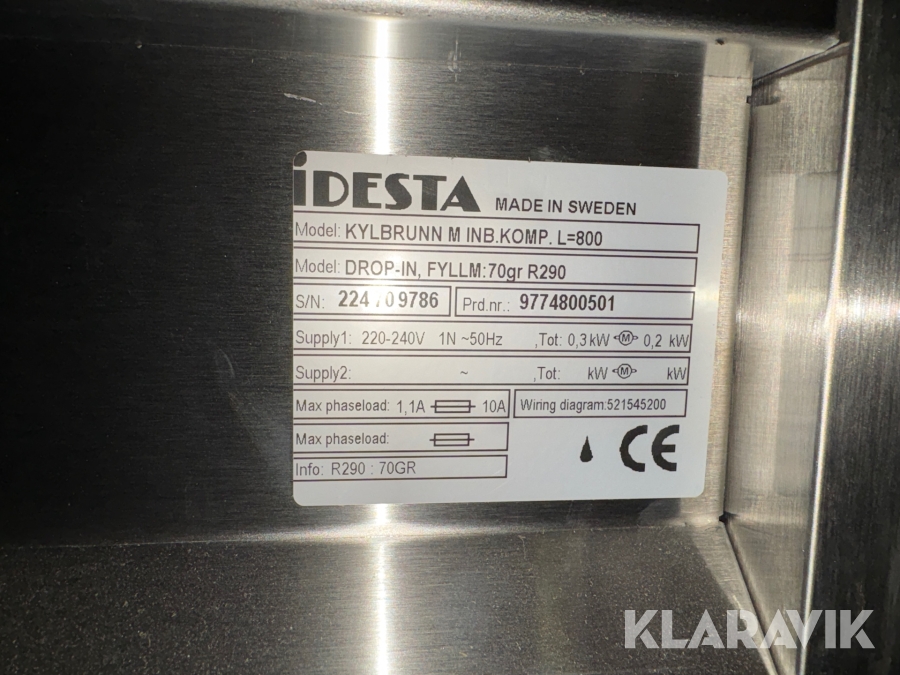 iDESTA MADE IN SWEDEN
Model: KYLBRUNN M INB.KOMP. L=800
Model: DROP-IN, FYLLM:70gr R290
S/N: 224 / 09786 Prd.nr.: 9774800501
Supply1: 220-240V 1N ~50Hz ,Tot: 0,3 kW M 0,2 kW
Supply2: ~ ,Tot: kW M kW
Max phaseload: 1,1A 10A Wiring diagram:521545200
Max phaseload:
Info: R290 : 70GR
CE
KLARAVIK